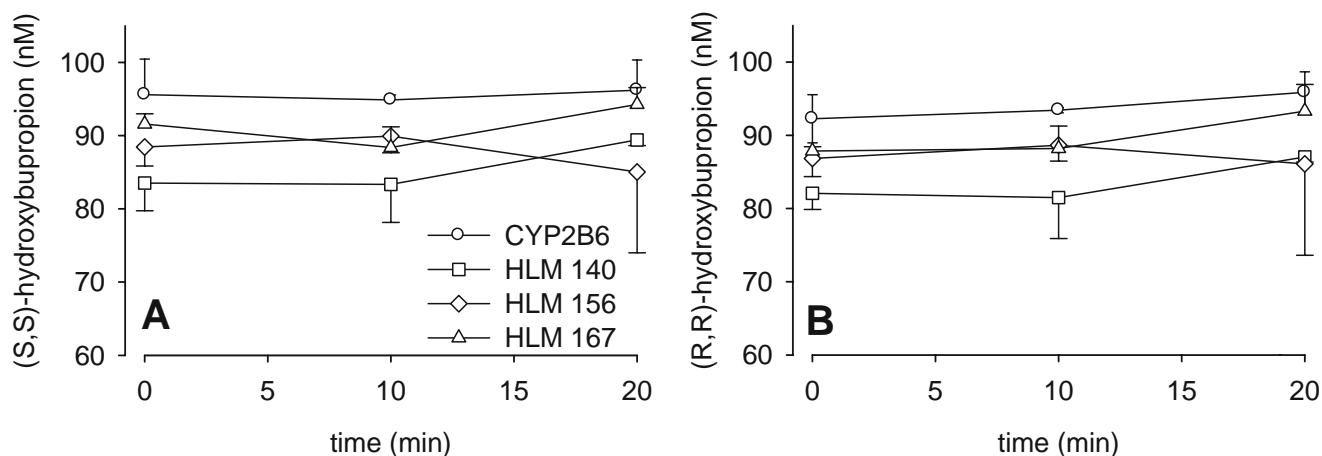 (S,S)-hydroxybupropion (nM)
100
90
80
70
60
A
CYP2B6
HLM 140
HLM 156
HLM 167
0 5 10 15 20
time (min)
(R,R)-hydroxybupropion (nM)
100
90
80
70
60
B
0 5 10 15 20
time (min)